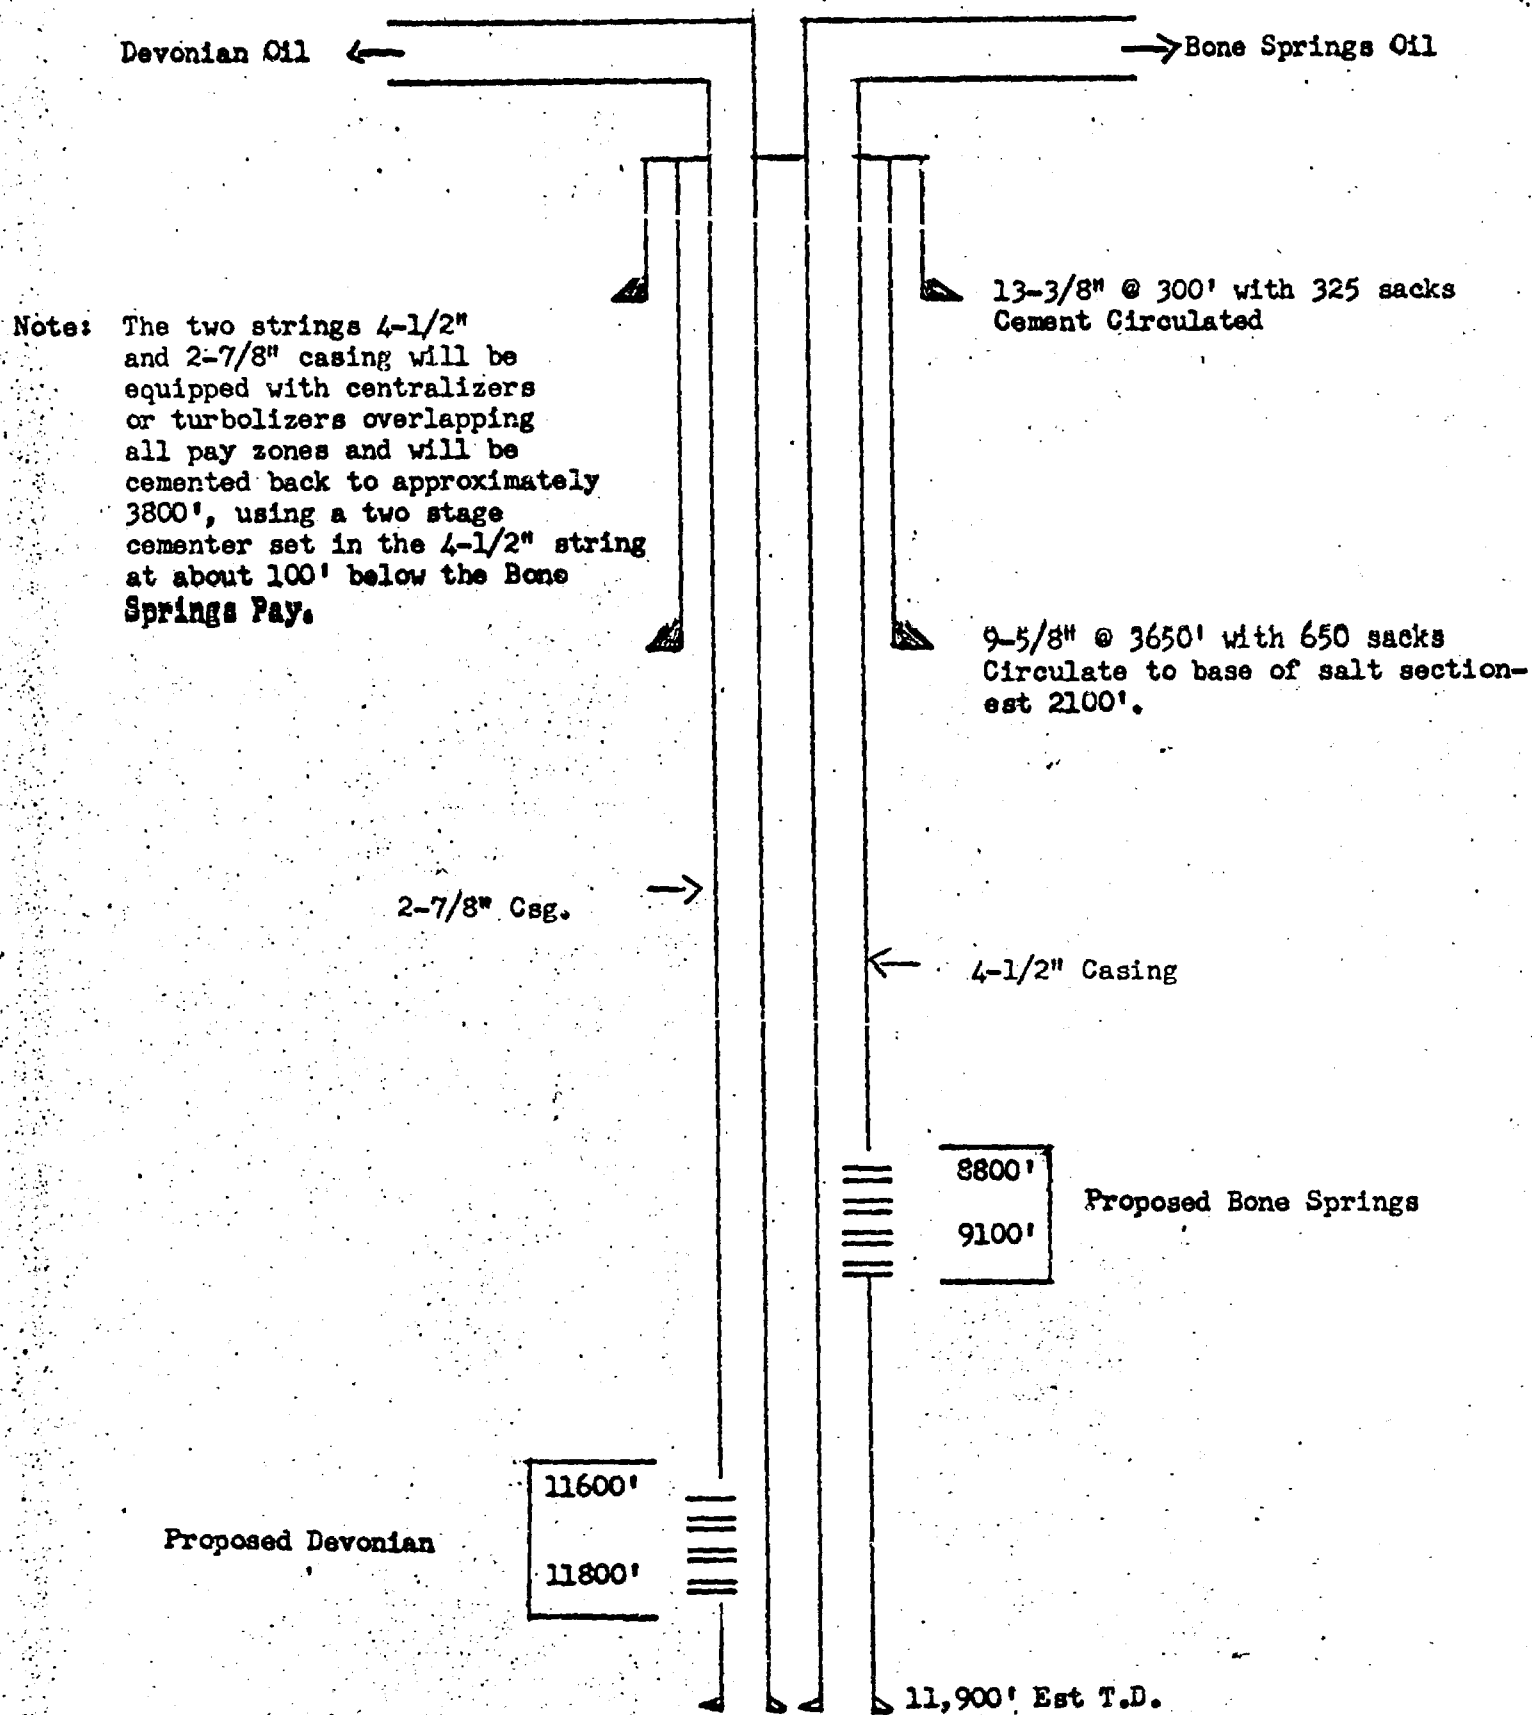 Devonian Oil
Bone Springs Oil
13-3/8" @ 300' with 325 sacks
Cement Circulated
Note: The two strings 4-1/2"
and 2-7/8" casing will be
equipped with centralizers
or turbolizers overlapping
all pay zones and will be
cemented back to approximately
3800', using a two stage
cementer set in the 4-1/2" string
at about 100' below the Bone
Springs Pay.
9-5/8" @ 3650' with 650 sacks
Circulate to base of salt section-
est 2100'.
2-7/8" Csg.
4-1/2" Casing
8800'
Proposed Bone Springs
9100'
11600'
Proposed Devonian
11800'
11,900' Est T.D.